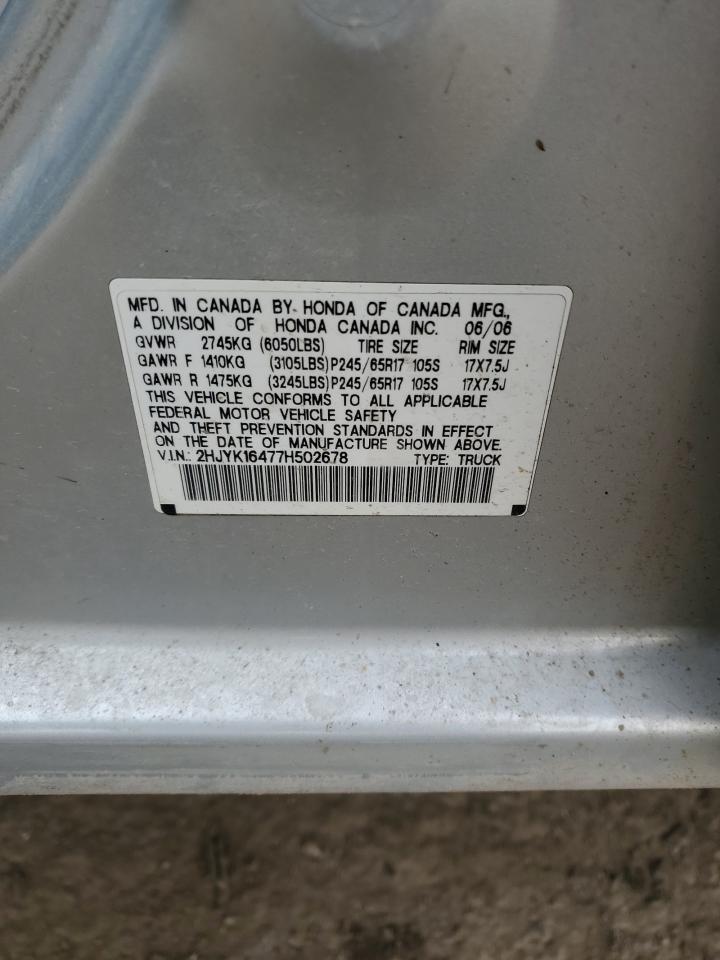 MFD. IN CANADA BY HONDA OF CANADA MFG.,
A DIVISION OF HONDA CANADA INC. 06/06
GVWR 2745KG (6050LBS) TIRE SIZE RIM SIZE
GAWR F 1410KG (3105LBS) P245/65R17 105S 17X7.5J
GAWR R 1475KG (3245LBS) P245/65R17 105S 17X7.5J
THIS VEHICLE CONFORMS TO ALL APPLICABLE
FEDERAL MOTOR VEHICLE SAFETY
AND THEFT PREVENTION STANDARDS IN EFFECT
ON THE DATE OF MANUFACTURE SHOWN ABOVE.
V.I.N.: 2HJYK16477H502678 TYPE: TRUCK